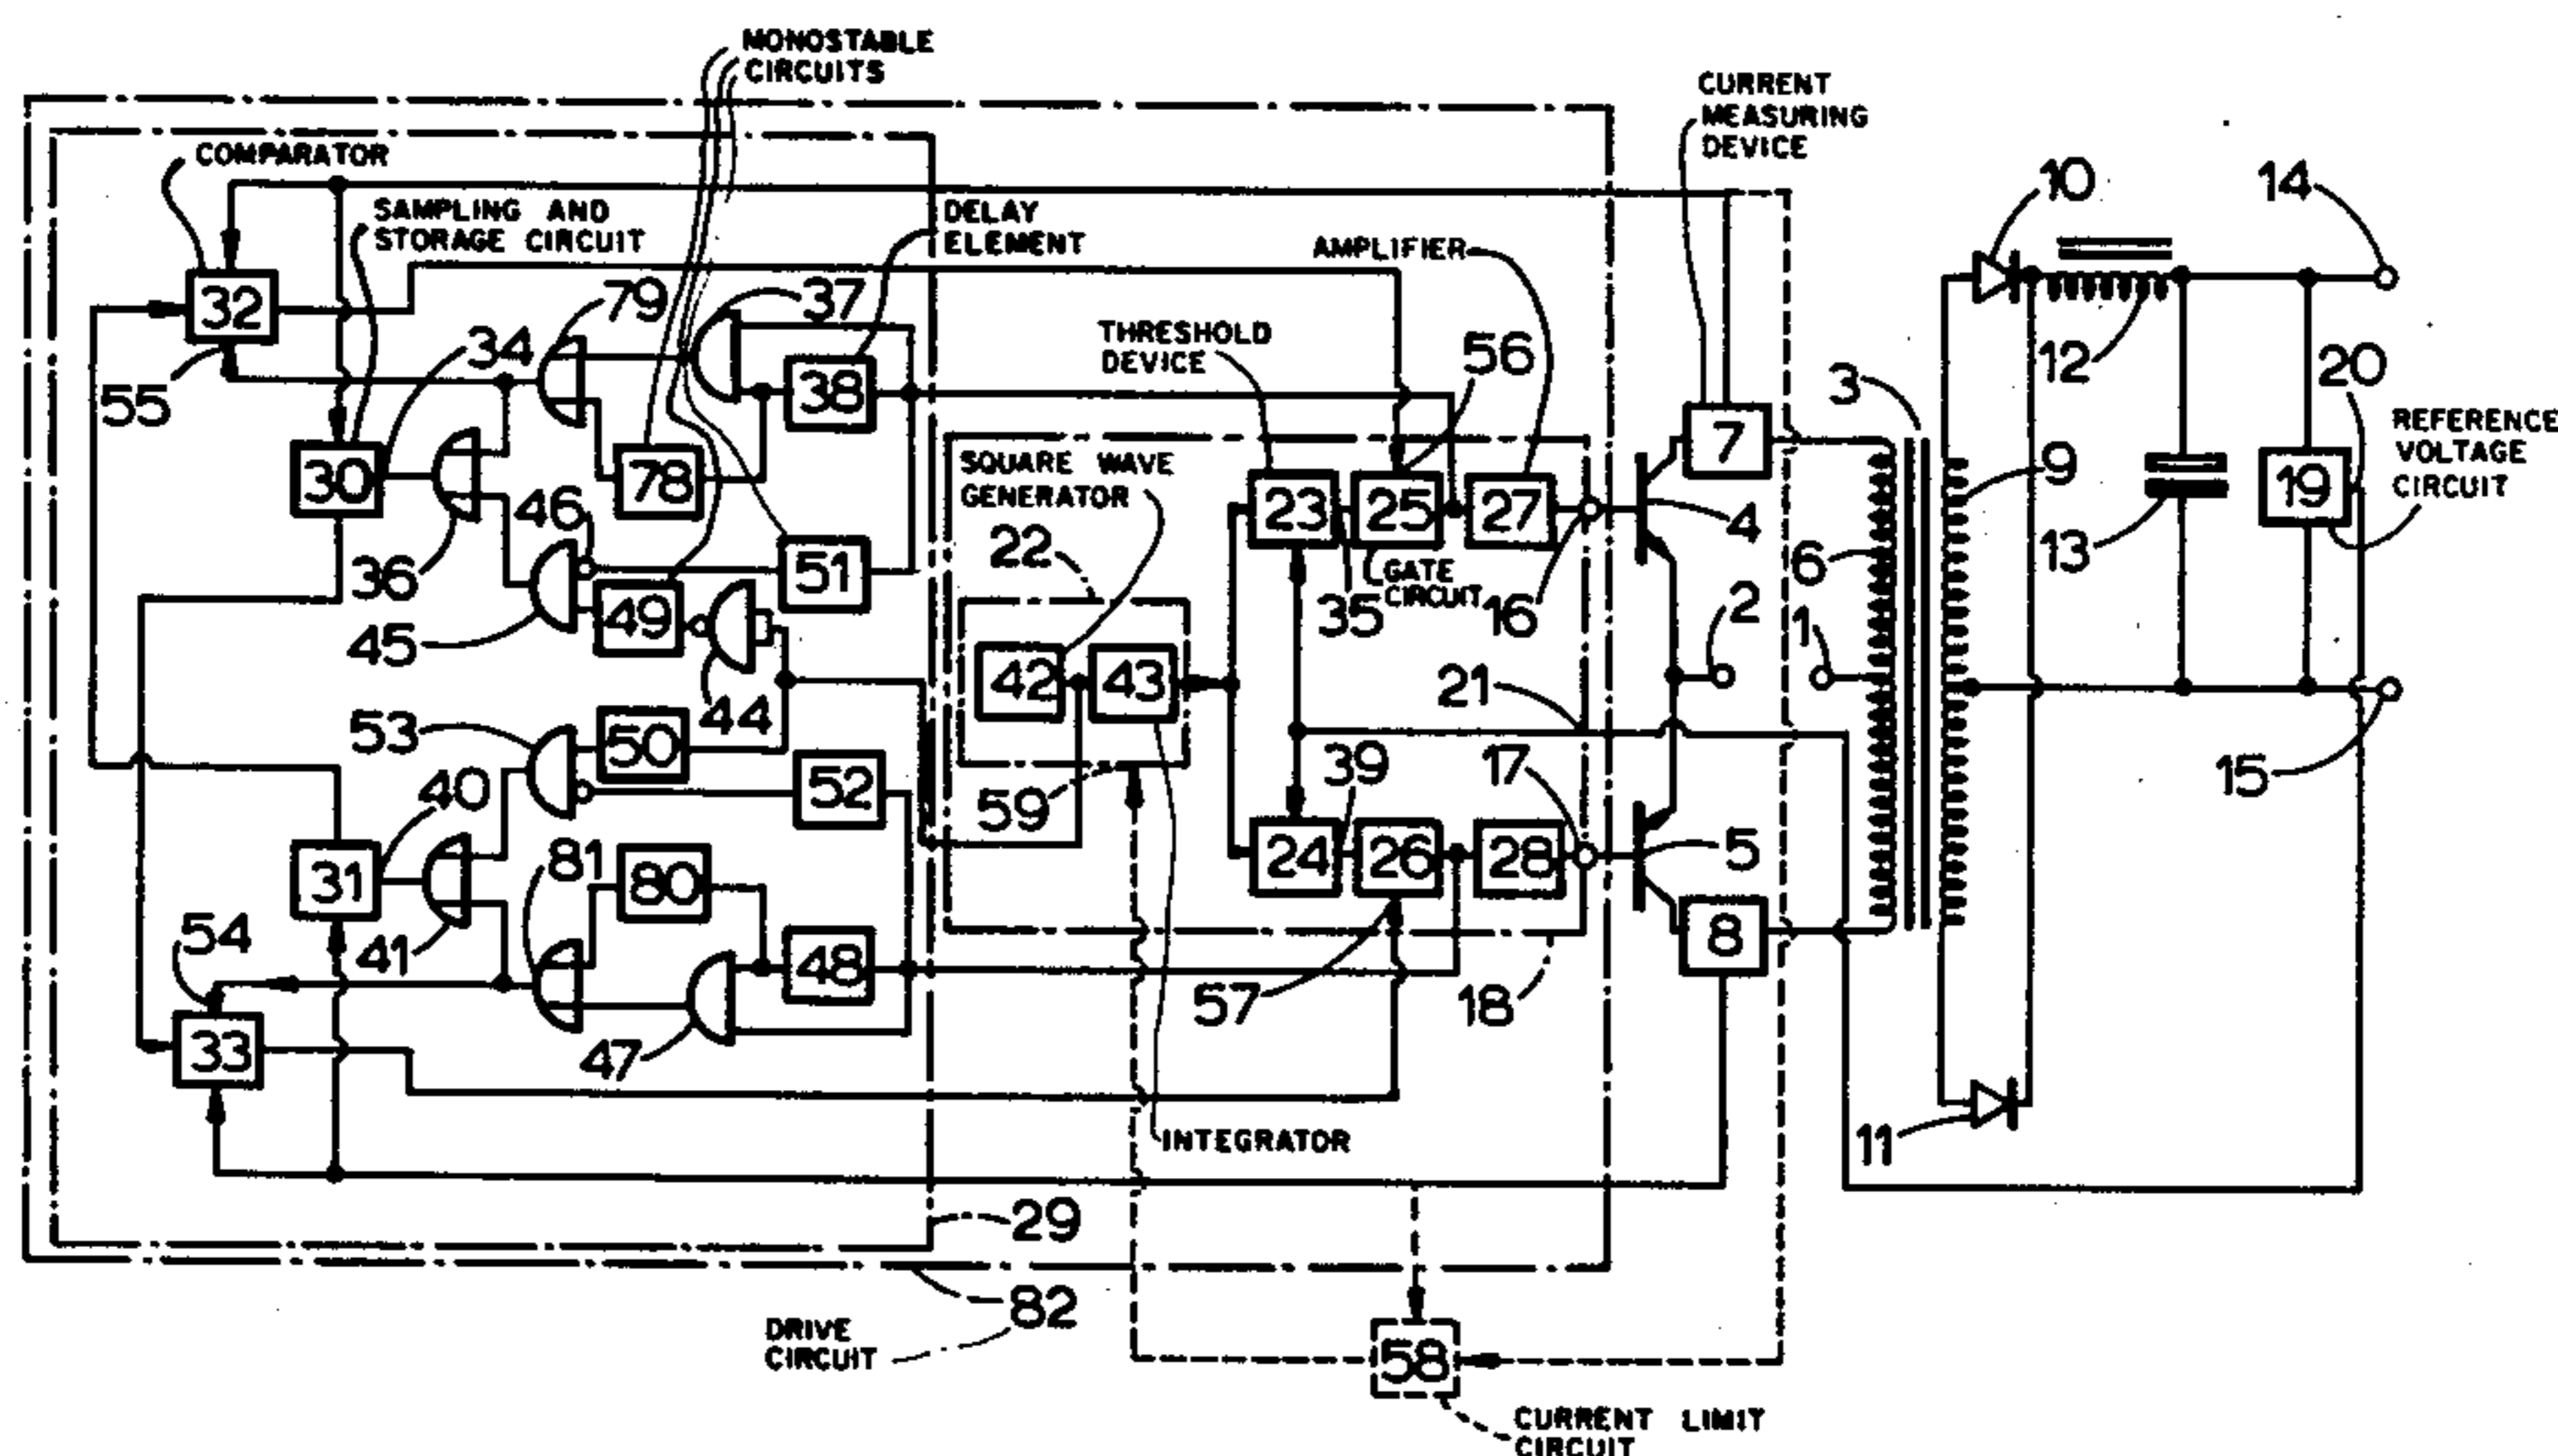 MONOSTABLE
CIRCUITS
CURRENT
MEASURING
DEVICE
COMPARATOR
SAMPLING AND
STORAGE CIRCUIT
DELAY
ELEMENT
AMPLIFIER
10
14
32
79
37
34
38
THRESHOLD
DEVICE
56
12
20
3
55
REFERENCE
VOLTAGE
CIRCUIT
30
78
7
SQUARE WAVE
GENERATOR
23
25
27
4
9
19
46
22
13
6
36
51
GATE
CIRCUIT
35
16
2
1
45
49
44
42
43
21
53
50
52
39
17
15
40
59
31
81
80
24
26
28
5
54
41
48
8
57
18
33
47
INTEGRATOR
11
29
82
DRIVE
CIRCUIT
58
CURRENT LIMIT
CIRCUIT